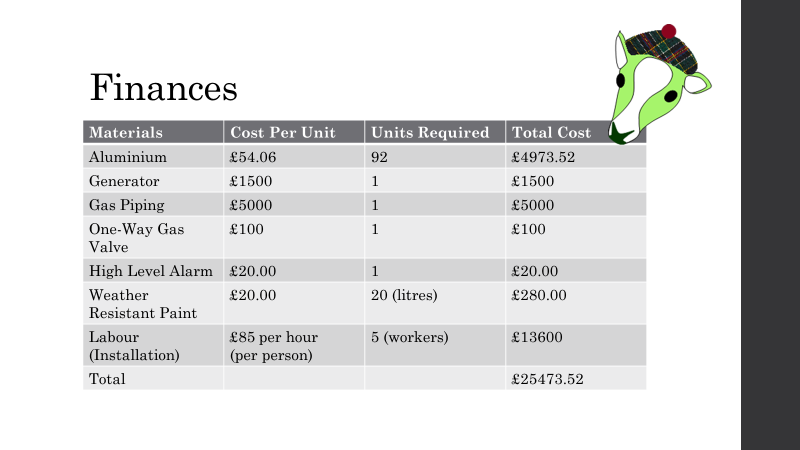 Finances
Materials Cost Per Unit Units Required Total Cost
Aluminium £54.06 92 £4973.52
Generator £1500 1 £1500
Gas Piping £5000 1 £5000
One-Way Gas Valve £100 1 £100
High Level Alarm £20.00 1 £20.00
Weather Resistant Paint £20.00 20 (litres) £280.00
Labour (Installation) £85 per hour (per person) 5 (workers) £13600
Total £25473.52